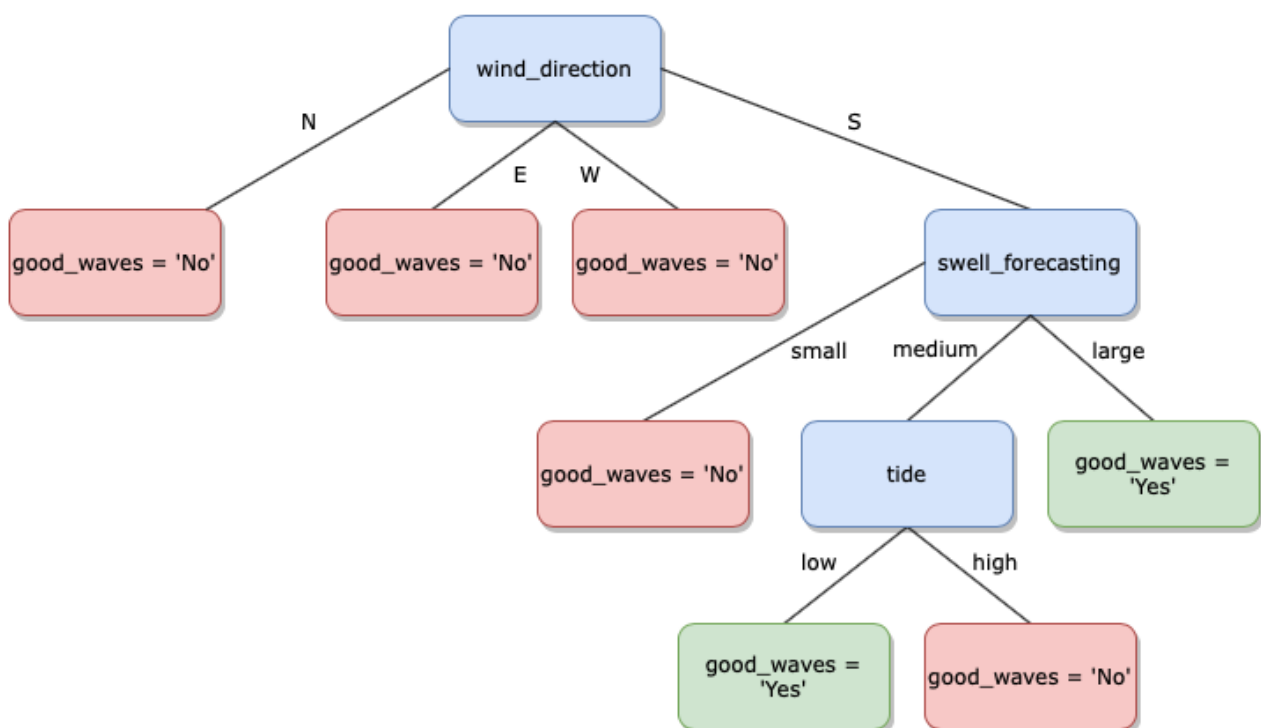 wind_direction
N
S
E
W
good_waves = 'No'
good_waves = 'No'
good_waves = 'No'
swell_forecasting
small
medium
large
good_waves = 'No'
tide
good_waves =
'Yes'
low
high
good_waves =
'Yes'
good_waves = 'No'